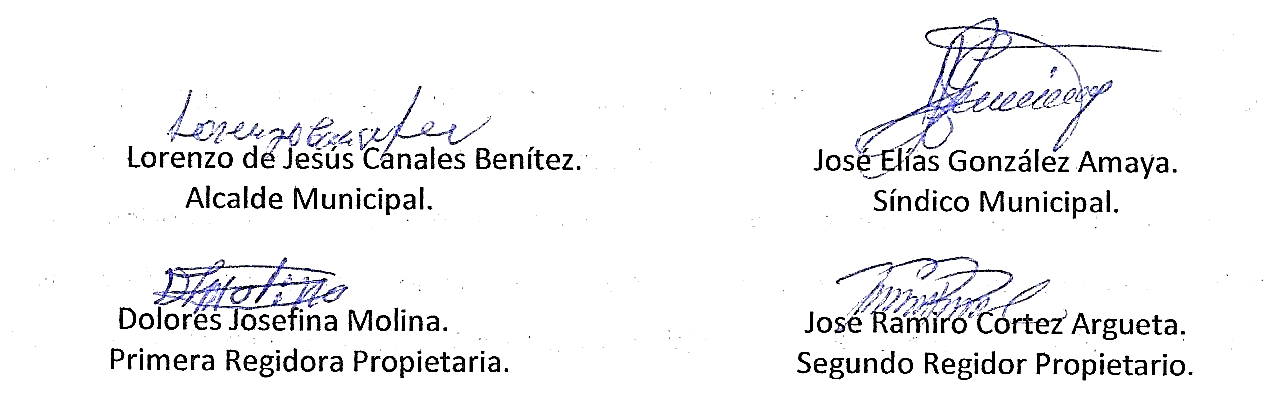 Lorenzo de Jesús Canales Benítez.
Alcalde Municipal.
José Elías González Amaya.
Síndico Municipal.
Dolores Josefina Molina.
Primera Regidora Propietaria.
José Ramiro Cortez Argueta.
Segundo Regidor Propietario.